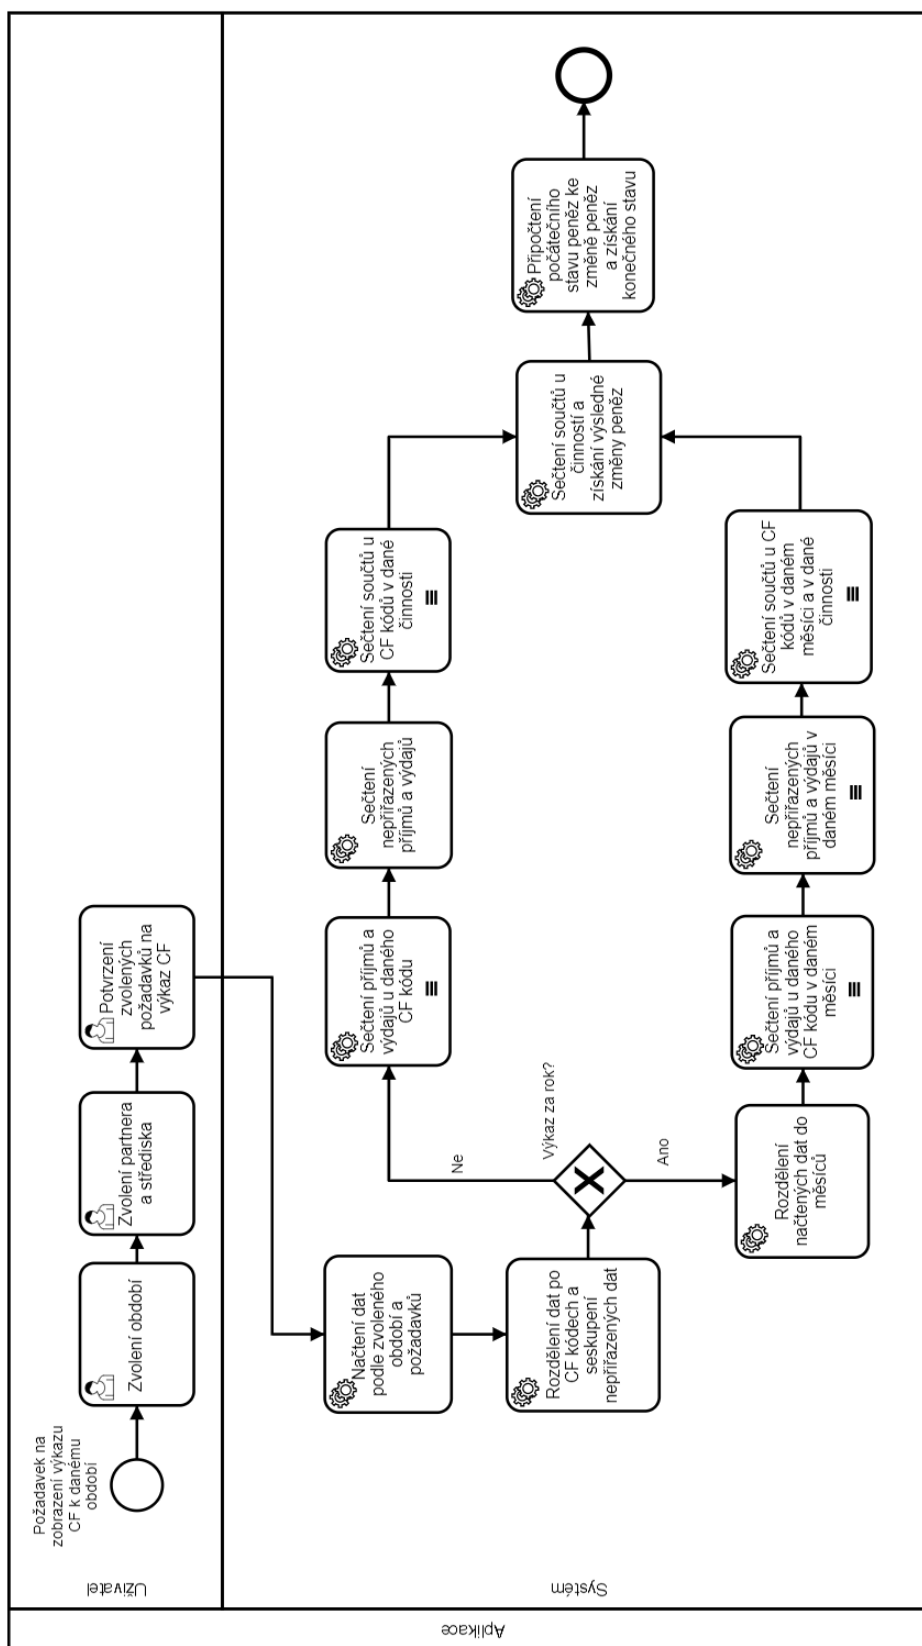 Aplikace
Uživatel
Požadavek na
zobrazení výkazu
CF k danému
období
Zvolení období
Zvolení partnera
a střediska
Potvrzení
zvolených
požadavků na
výkaz CF
Systém
Načtení dat
podle zvoleného
období a
požadavků
Rozdělení dat po
CF kódech a
seskupení
nepřiřazených dat
Výkaz za rok?
Ne
Sečtení příjmů a
výdajů u daného
CF kódu
Sečtení
nepřiřazených
příjmů a výdajů
Sečtení součtů u
CF kódů v dané
činnosti
Ano
Rozdělení
načtených dat do
měsíců
Sečtení příjmů a
výdajů u daného
CF kódu v daném
měsíci
Sečtení
nepřiřazených
příjmů a výdajů v
daném měsíci
Sečtení součtů u CF
kódů v daném
měsíci a v dané
činnosti
Sečtení součtů u
činností a
získání výsledné
změny peněz
Připočtení
počátečního
stavu peněz ke
změně peněz
a získání
konečného stavu